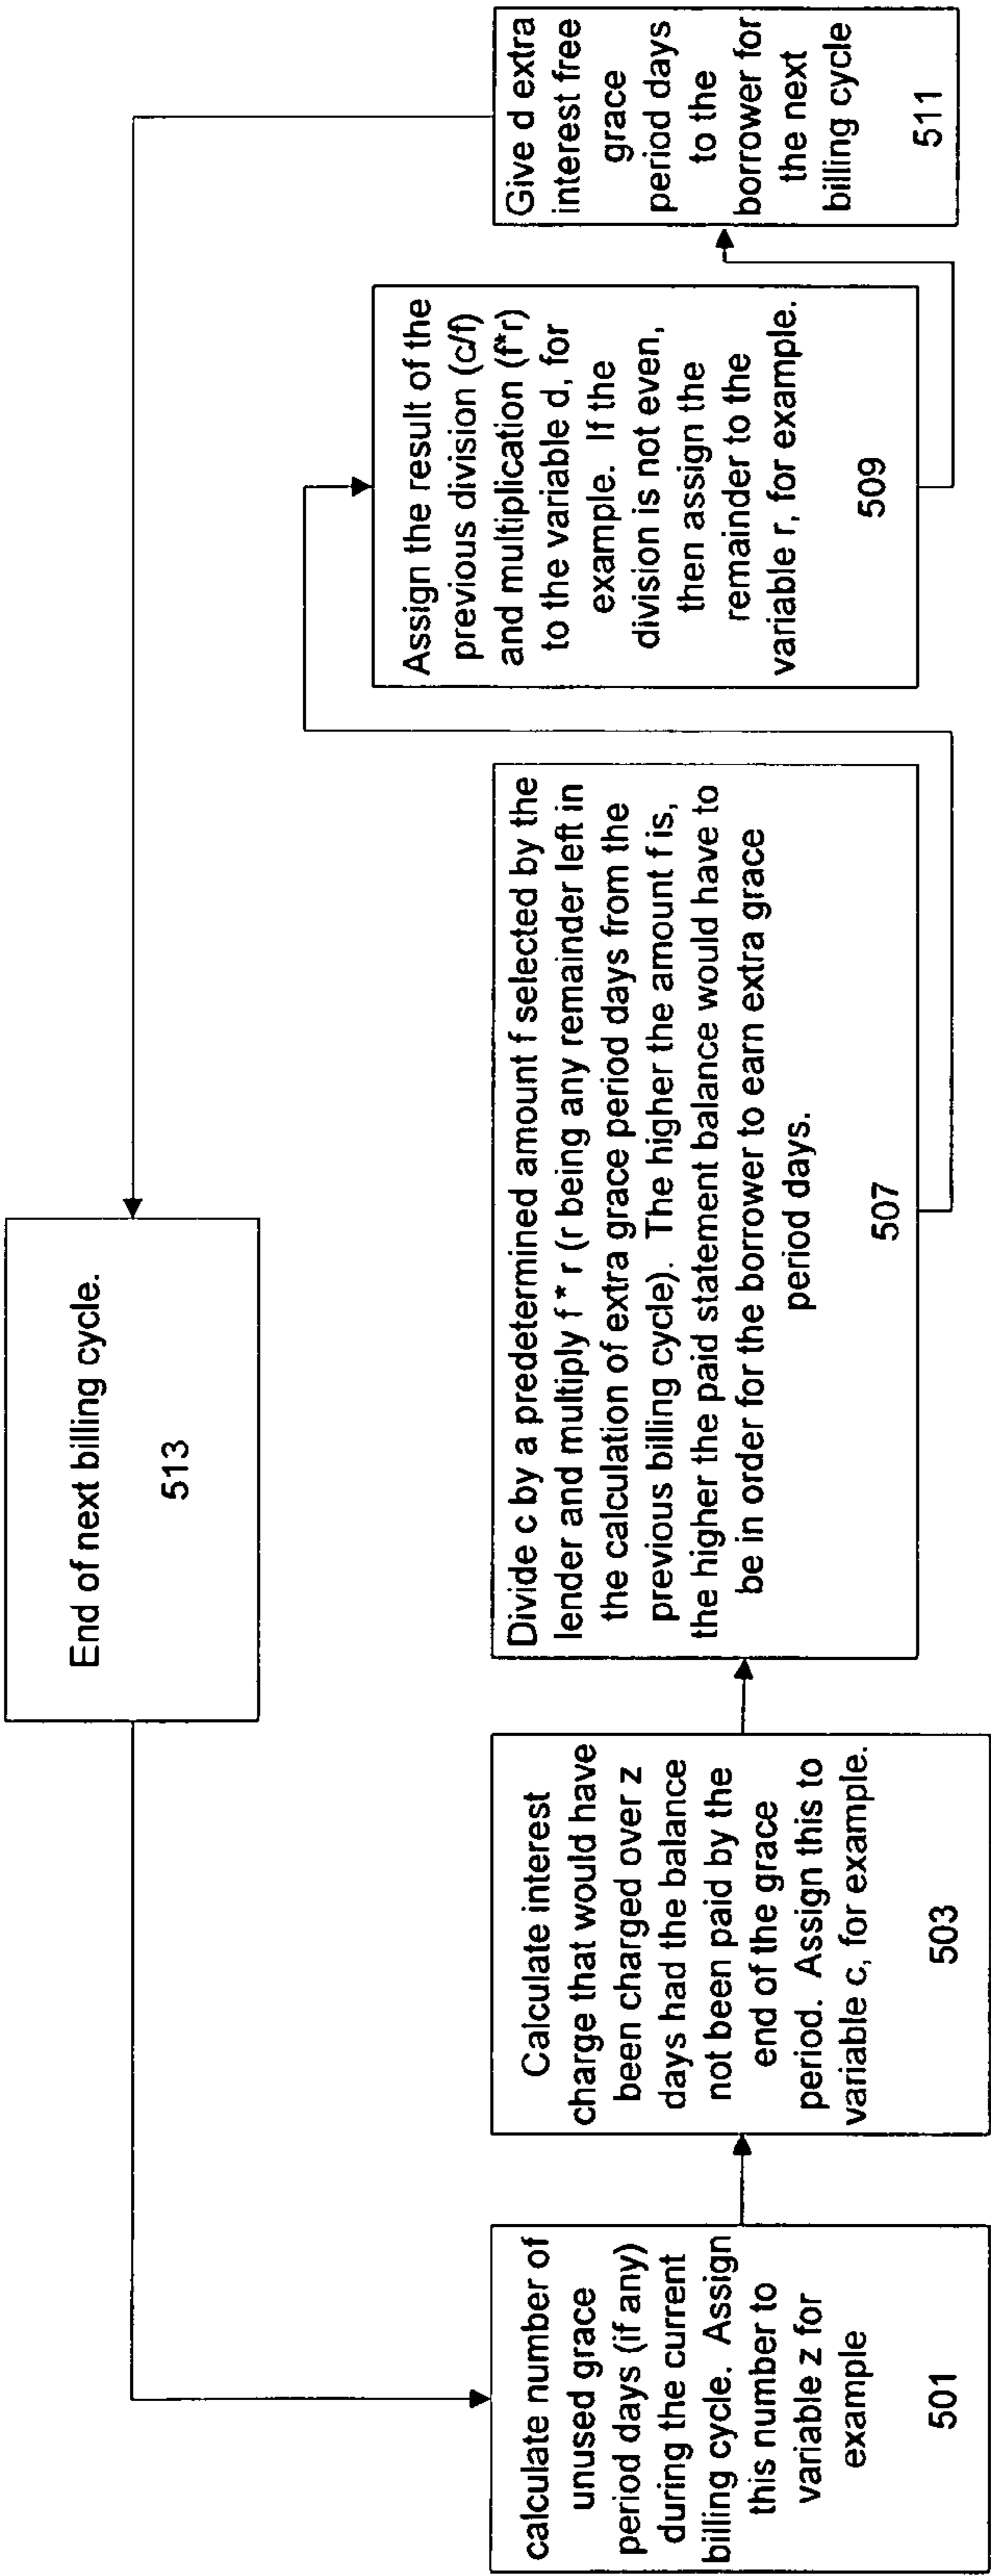 End of next billing cycle.
513
calculate number of
unused grace
period days (if any)
during the current
billing cycle. Assign
this number to
variable z for
example
501
Calculate interest
charge that would have
been charged over z
days had the balance
not been paid by the
end of the grace
period. Assign this to
variable c, for example.
503
Divide c by a predetermined amount f selected by the
lender and multiply f * r (r being any remainder left in
the calculation of extra grace period days from the
previous billing cycle). The higher the amount f is,
the higher the paid statement balance would have to
be in order for the borrower to earn extra grace
period days.
507
Assign the result of the
previous division (c/f)
and multiplication (f*r)
to the variable d, for
example. If the
division is not even,
then assign the
remainder to the
variable r, for example.
509
Give d extra
interest free
grace
period days
to the
borrower for
the next
billing cycle
511